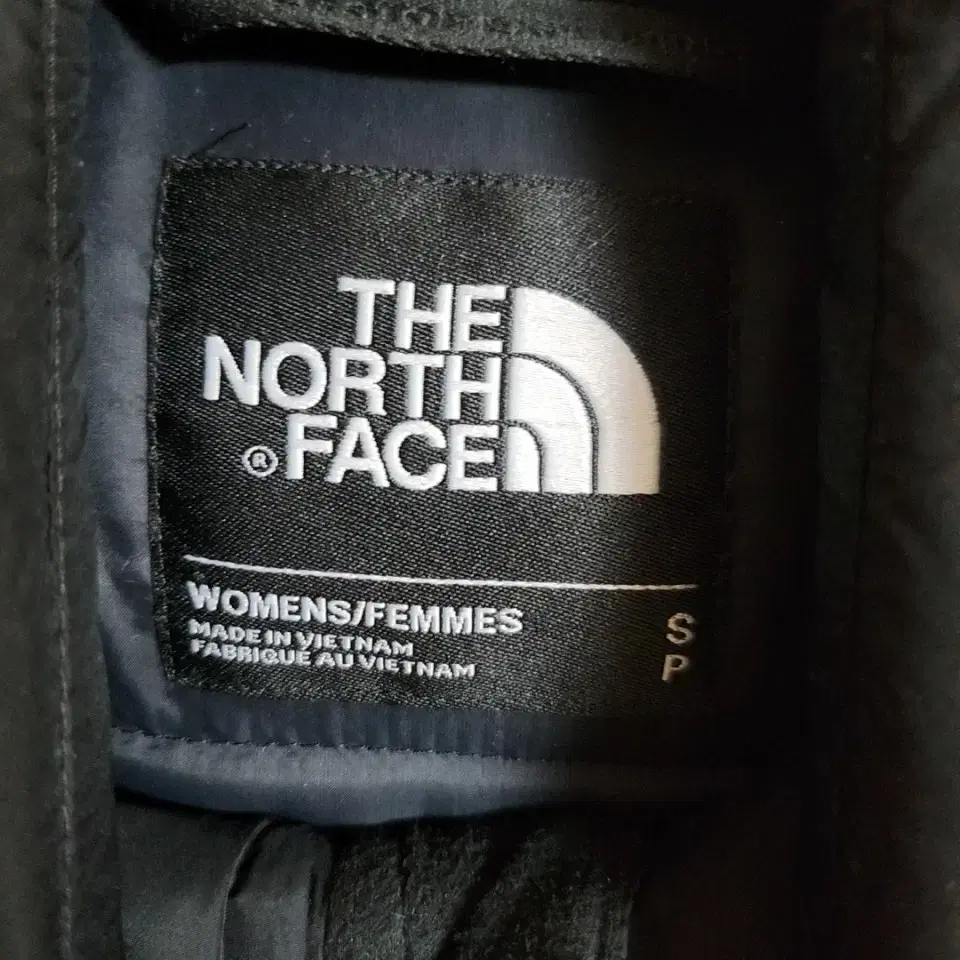 THE
NORTH
® FACE
WOMENS/FEMMES
MADE IN VIETNAM
FABRIQUÉ AU VIETNAM
S
P